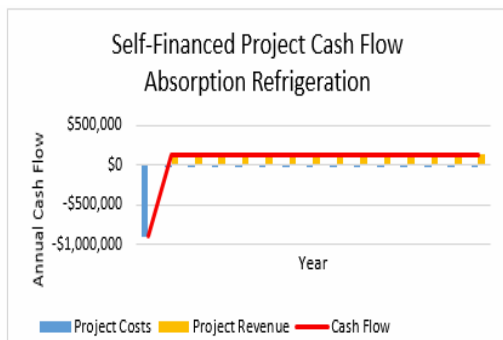 Self-Financed Project Cash Flow
Absorption Refrigeration
$500,000
$0
-$500,000
-$1,000,000
Annual Cash Flow
Year
Project Costs Project Revenue Cash Flow